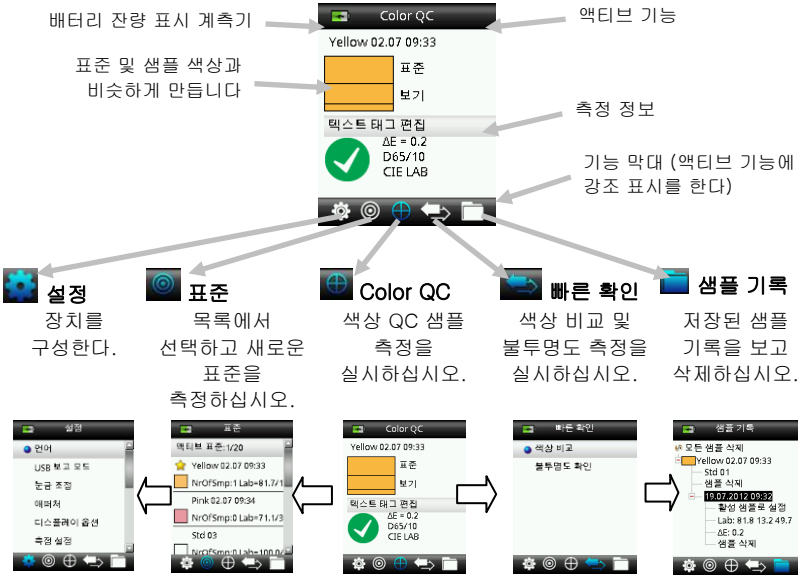 배터리 잔량 표시 계측기
Color QC
액티브 기능
Yellow 02.07 09:33
표준 및 샘플 색상과
비슷하게 만듭니다
표준
보기
측정 정보
텍스트 태그 편집
ΔE = 0.2
D65/10
CIE LAB
기능 막대 (액티브 기능에
강조 표시를 한다)
설정
장치를
구성한다.
표준
목록에서
선택하고 새로운
표준을
측정하십시오.
Color QC
색상 QC 샘플
측정을
실시하십시오.
빠른 확인
색상 비교 및
불투명도 측정을
실시하십시오.
샘플 기록
저장된 샘플
기록을 보고
삭제하십시오.
설정
언어
USB 보고 모드
눈금 조정
애퍼처
디스플레이 옵션
측정 설정
표준
액티브 표준:1/20
Yellow 02.07 09:33
NrOfSmp:1 Lab=81.7/1
Pink 02.07 09:34
NrOfSmp:0 Lab=71.1/3
Std 03
NrOfSmp:0 Lab=100.0/
Color QC
Yellow 02.07 09:33
표준
보기
텍스트 태그 편집
ΔE = 0.2
D65/10
CIE LAB
빠른 확인
색상 비교
불투명도 확인
샘플 기록
모든 샘플 삭제
Yellow 02.07 09:33
Std 01
샘플 삭제
19.07.2012 09:32
활성 샘플로 설정
Lab: 81.8 13.2 49.7
ΔE: 0.2
샘플 삭제